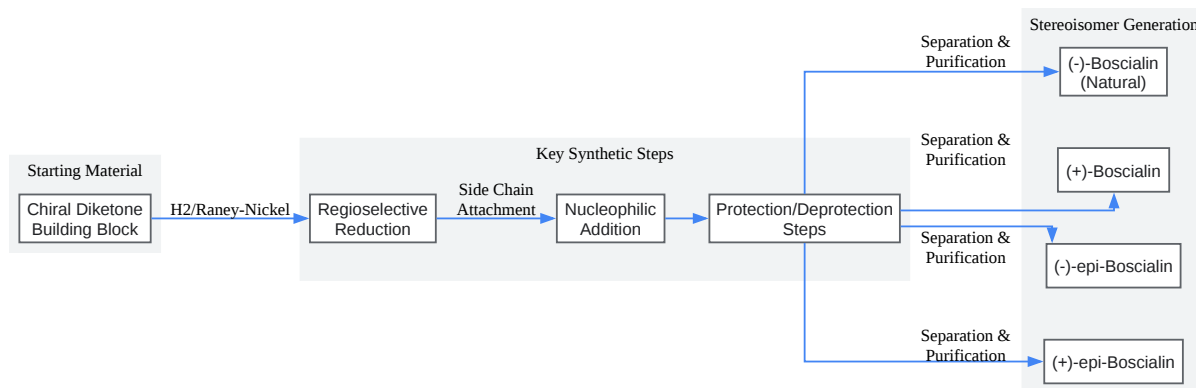 Stereoisomer Generation
Separation &
Purification
(-)-Boscialin
(Natural)
Key Synthetic Steps
Separation &
Purification
Starting Material
(+)-Boscialin
Chiral Diketone
Building Block
H2/Raney-Nickel
Regioselective
Reduction
Side Chain
Attachment
Nucleophilic
Addition
Protection/Deprotection
Steps
Separation &
Purification
(-)-epi-Boscialin
Separation &
Purification
(+)-epi-Boscialin